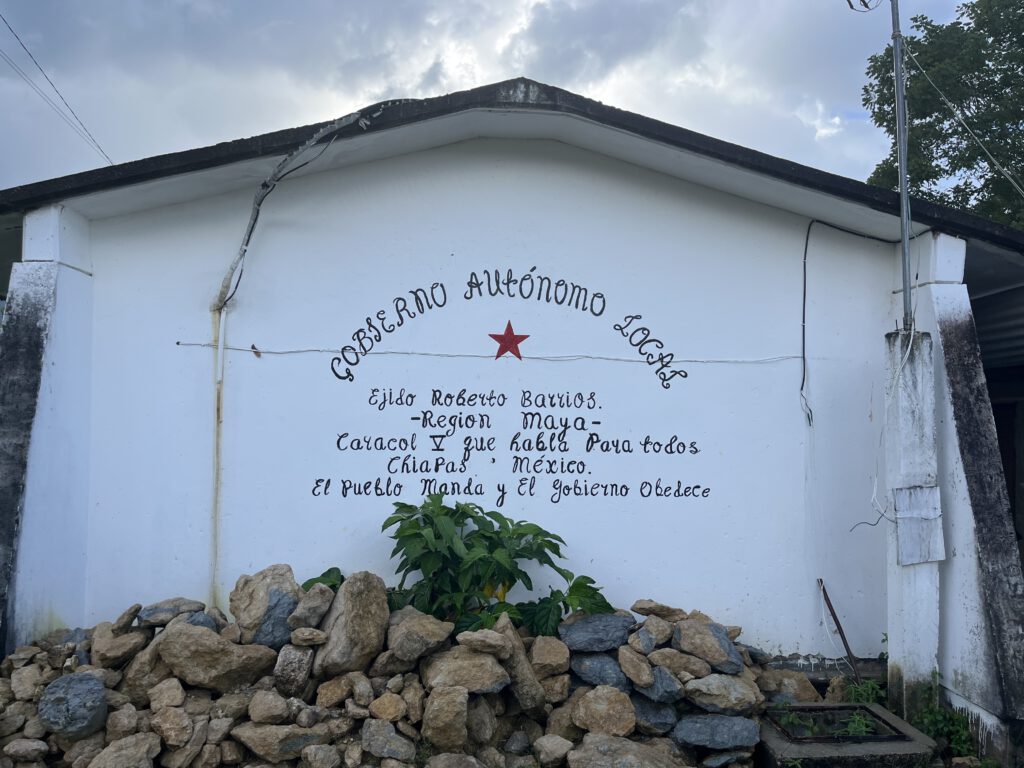 GOBIERNO AUTÓNOMO LOCAL
Ejido Roberto Barrios.
-Region Maya-
Caracol V que habla Para todos
Chiapas, México.
El Pueblo Manda y El Gobierno Obedece